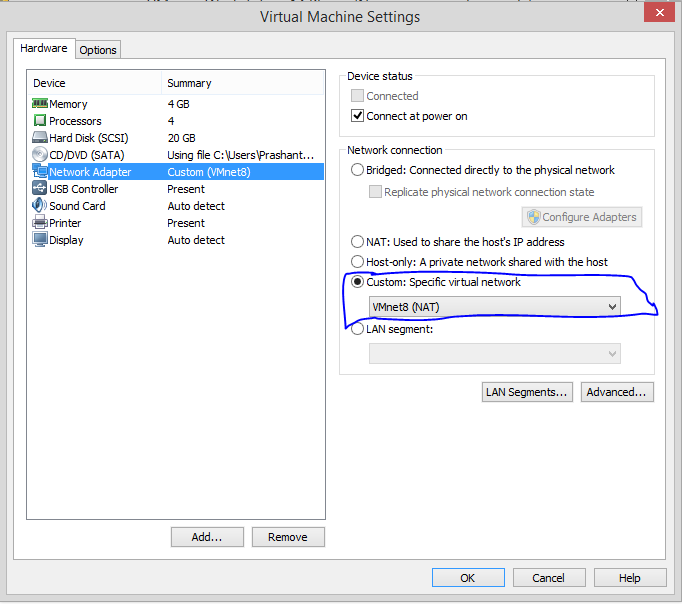 Virtual Machine Settings
Hardware
Options
Device Summary
Memory 4 GB
Processors 4
Hard Disk (SCSI) 20 GB
CD/DVD (SATA) Using file C:\Users\Prashant...
Network Adapter Custom (VMnet8)
USB Controller Present
Sound Card Auto detect
Printer Present
Display Auto detect
Add...
Remove
Device status
Connected
Connect at power on
Network connection
Bridged: Connected directly to the physical network
Replicate physical network connection state
Configure Adapters
NAT: Used to share the host's IP address
Host-only: A private network shared with the host
Custom: Specific virtual network
VMnet8 (NAT)
LAN segment:
LAN Segments...
Advanced...
OK
Cancel
Help